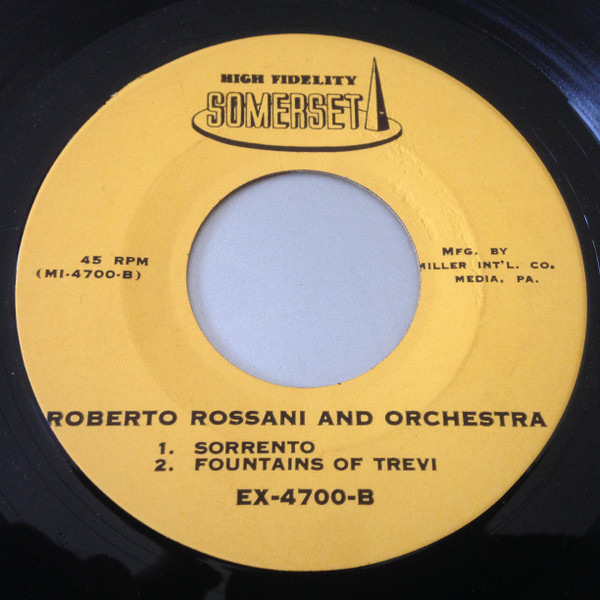 HIGH FIDELITY
SOMERSET
45 RPM
(MI-4700-B)
MFG. BY
MILLER INT'L. CO.
MEDIA, PA.
ROBERTO ROSSANI AND ORCHESTRA
1. SORRENTO
2. FOUNTAINS OF TREVI
EX-4700-B